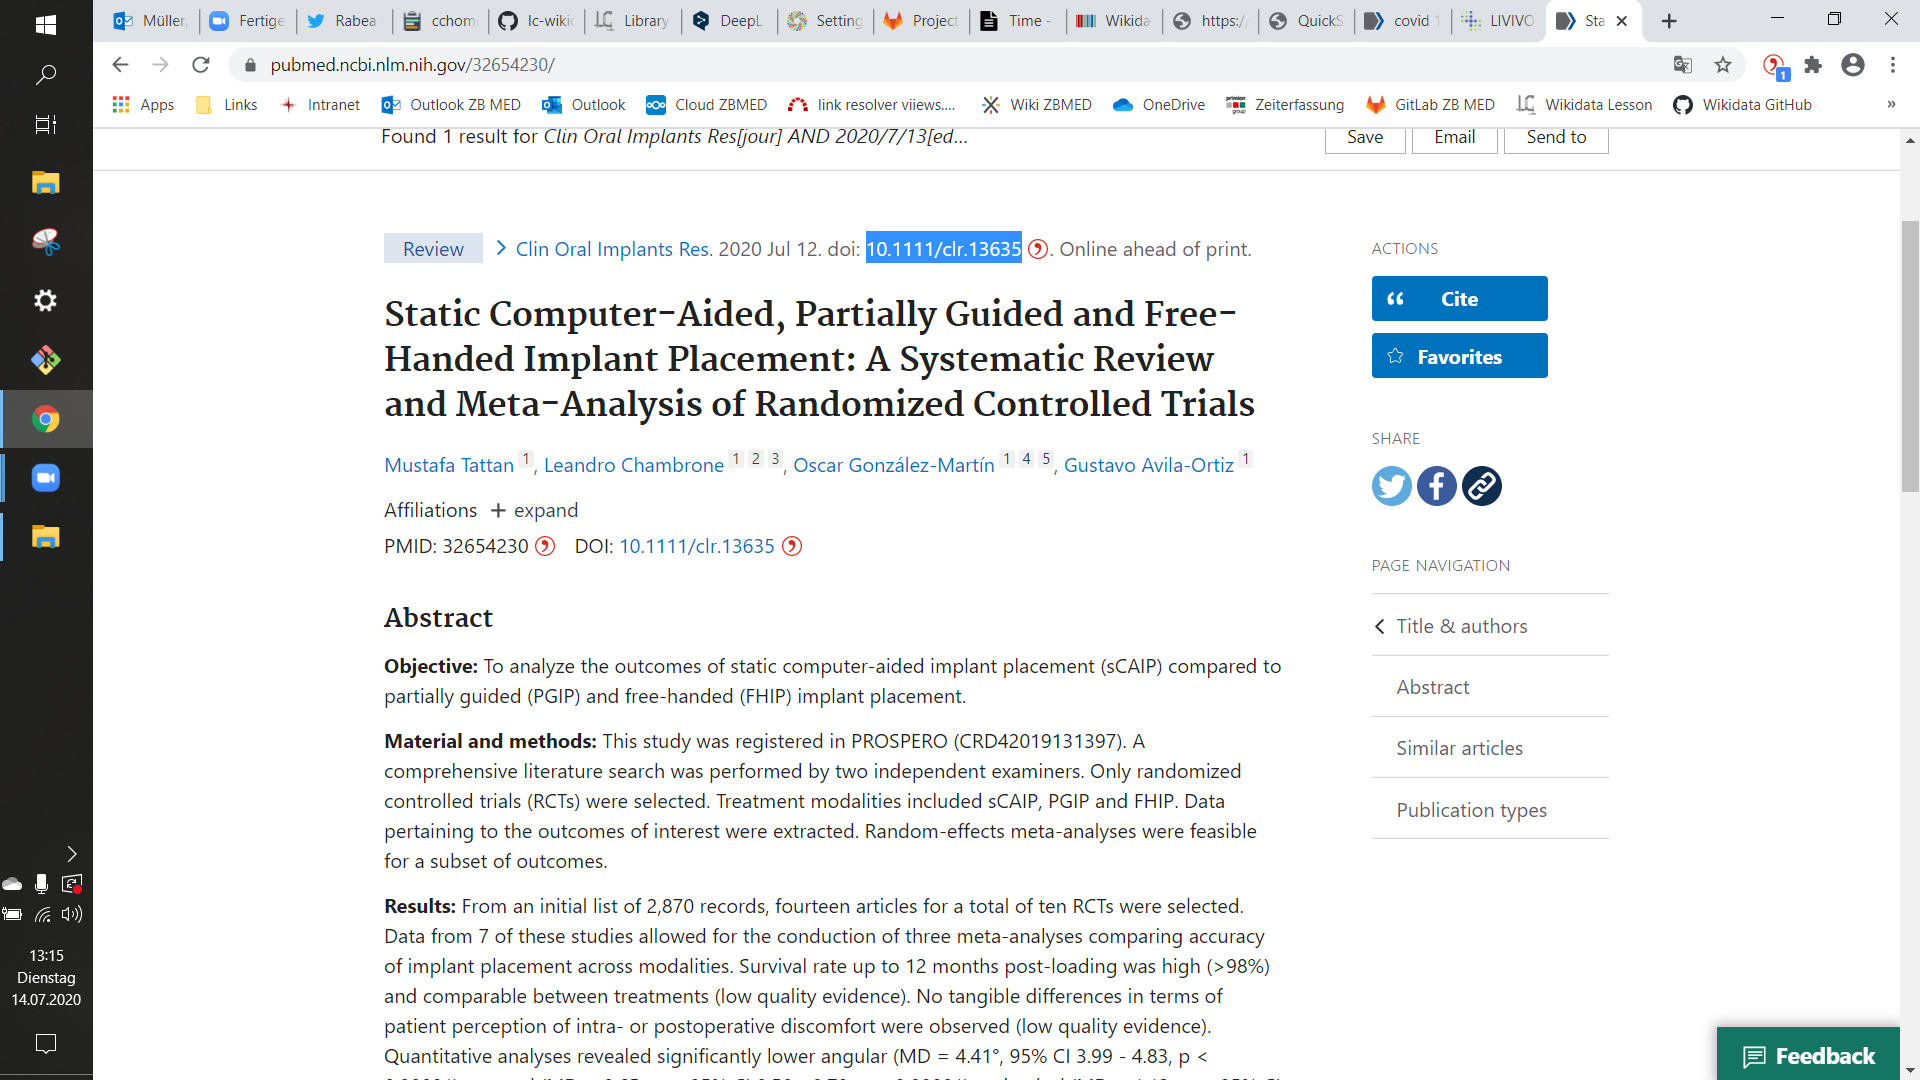 Müller,
Fertige
Rabea
cchom
lc-wiki
Library
DeepL
Setting
Project
Time -
Wikida
https:/
QuickS
covid 1
LIVIVO
Sta
pubmed.ncbi.nlm.nih.gov/32654230/
1
Apps
Links
Intranet
Outlook ZB MED
Outlook
Cloud ZBMED
link resolver viiews....
Wiki ZBMED
OneDrive
Zeiterfassung
GitLab ZB MED
Wikidata Lesson
Wikidata GitHub
»
Found 1 result for Clin Oral Implants Res[jour] AND 2020/7/13[ed...
Save
Email
Send to
Review
Clin Oral Implants Res. 2020 Jul 12. doi: 10.1111/clr.13635. Online ahead of print.
Static Computer-Aided, Partially Guided and Free-
Handed Implant Placement: A Systematic Review
and Meta-Analysis of Randomized Controlled Trials
Mustafa Tattan 1, Leandro Chambrone 1 2 3, Oscar González-Martín 1 4 5, Gustavo Avila-Ortiz 1
Affiliations + expand
PMID: 32654230 DOI: 10.1111/clr.13635
Abstract
Objective: To analyze the outcomes of static computer-aided implant placement (sCAIP) compared to
partially guided (PGIP) and free-handed (FHIP) implant placement.
Material and methods: This study was registered in PROSPERO (CRD42019131397). A
comprehensive literature search was performed by two independent examiners. Only randomized
controlled trials (RCTs) were selected. Treatment modalities included sCAIP, PGIP and FHIP. Data
pertaining to the outcomes of interest were extracted. Random-effects meta-analyses were feasible
for a subset of outcomes.
Results: From an initial list of 2,870 records, fourteen articles for a total of ten RCTs were selected.
Data from 7 of these studies allowed for the conduction of three meta-analyses comparing accuracy
of implant placement across modalities. Survival rate up to 12 months post-loading was high (>98%)
and comparable between treatments (low quality evidence). No tangible differences in terms of
patient perception of intra- or postoperative discomfort were observed (low quality evidence).
Quantitative analyses revealed significantly lower angular (MD = 4.41°, 95% CI 3.99 - 4.83, p <
ACTIONS
Cite
Favorites
SHARE
PAGE NAVIGATION
Title & authors
Abstract
Similar articles
Publication types
Feedback
13:15
Dienstag
14.07.2020